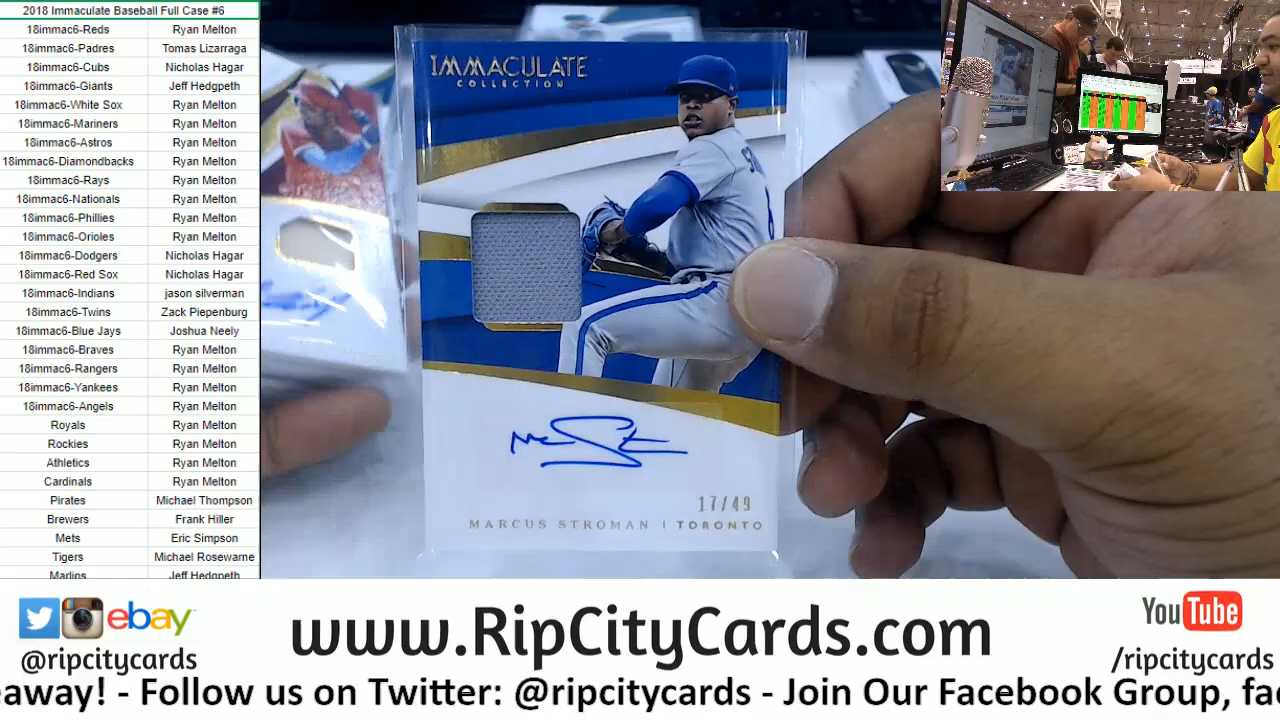 2018 Immaculate Baseball Full Case #6
18immac6-Reds Ryan Melton
18immac6-Padres Tomas Lizarraga
18immac6-Cubs Nicholas Hagar
18immac6-Giants Jeff Hedgpeth
18immac6-White Sox Ryan Melton
18immac6-Mariners Ryan Melton
18immac6-Astros Ryan Melton
18immac6-Diamondbacks Ryan Melton
18immac6-Rays Ryan Melton
18immac6-Nationals Ryan Melton
18immac6-Phillies Ryan Melton
18immac6-Orioles Ryan Melton
18immac6-Dodgers Nicholas Hagar
18immac6-Red Sox Nicholas Hagar
18immac6-Indians jason silverman
18immac6-Twins Zack Piepenburg
18immac6-Blue Jays Joshua Neely
18immac6-Braves Ryan Melton
18immac6-Rangers Ryan Melton
18immac6-Yankees Ryan Melton
18immac6-Angels Ryan Melton
Royals Ryan Melton
Rockies Ryan Melton
Athletics Ryan Melton
Cardinals Ryan Melton
Pirates Michael Thompson
Brewers Frank Hiller
Mets Eric Simpson
Tigers Michael Rosewarne
Marlins Jeff Hedgpeth
IMMACULATE
COLLECTION
17/49
MARCUS STROMAN | TORONTO
ebay
@ripcitycards
www.RipCityCards.com
YouTube
/ripcitycards
eaway! - Follow us on Twitter: @ripcitycards - Join Our Facebook Group, fac